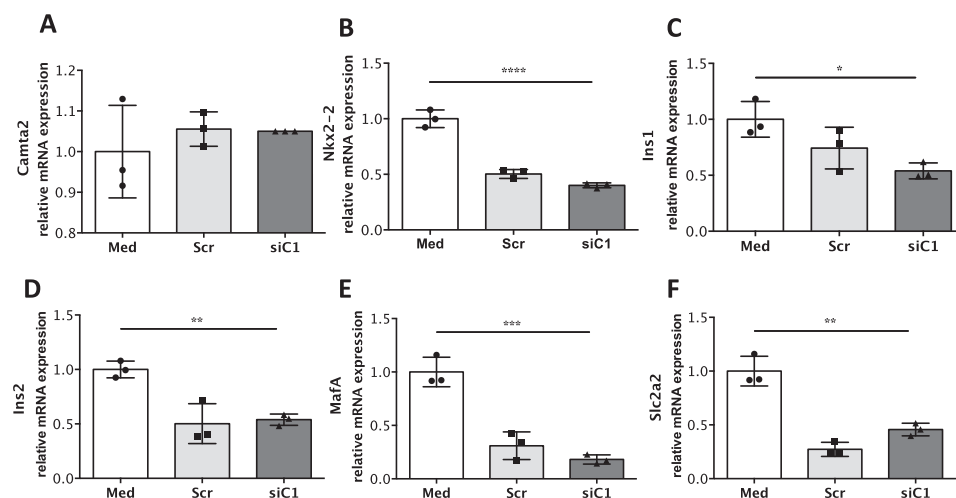 A
Camta2
relative mRNA expression
1.2
1.1
1.0
0.9
0.8
Med Scr siC1
B
Nkx2-2
relative mRNA expression
1.5
1.0
0.5
0.0
****
Med Scr siC1
C
Ins1
relative mRNA expression
1.5
1.0
0.5
0.0
*
Med Scr siC1
D
Ins2
relative mRNA expression
1.5
1.0
0.5
0.0
**
Med Scr siC1
E
MafA
relative mRNA expression
1.5
1.0
0.5
0.0
***
Med Scr siC1
F
Slc2a2
relative mRNA expression
1.5
1.0
0.5
0.0
**
Med Scr siC1